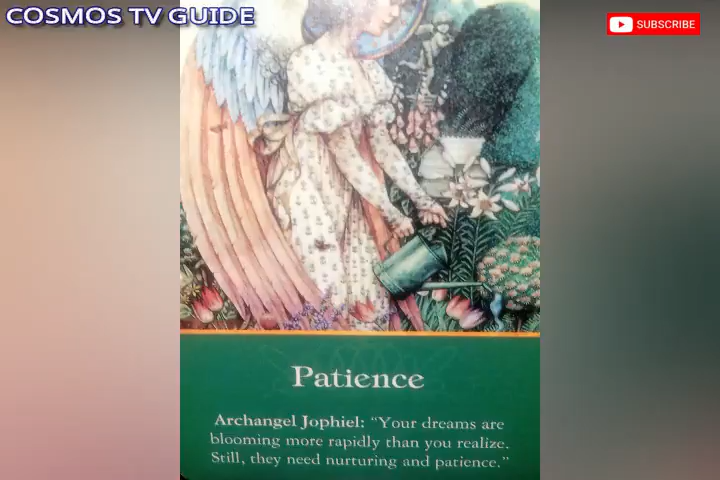 COSMOS TV GUIDE
SUBSCRIBE
Patience
Archangel Jophiel: “Your dreams are
blooming more rapidly than you realize.
Still, they need nurturing and patience.”